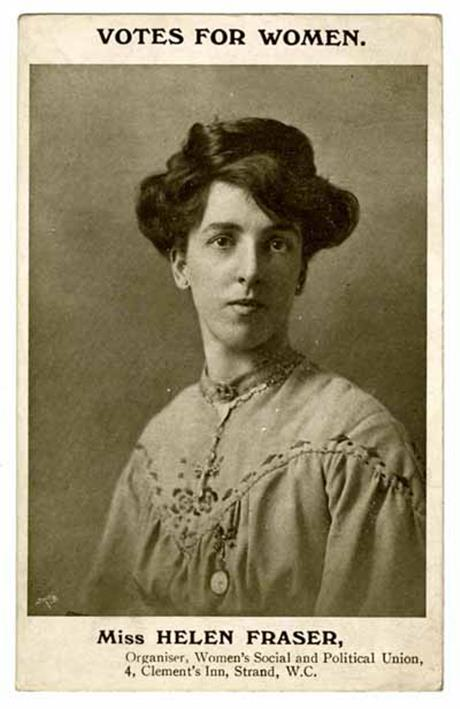 VOTES FOR WOMEN.
Miss HELEN FRASER,
Organiser, Women's Social and Political Union,
4, Clement's Inn, Strand, W.C.